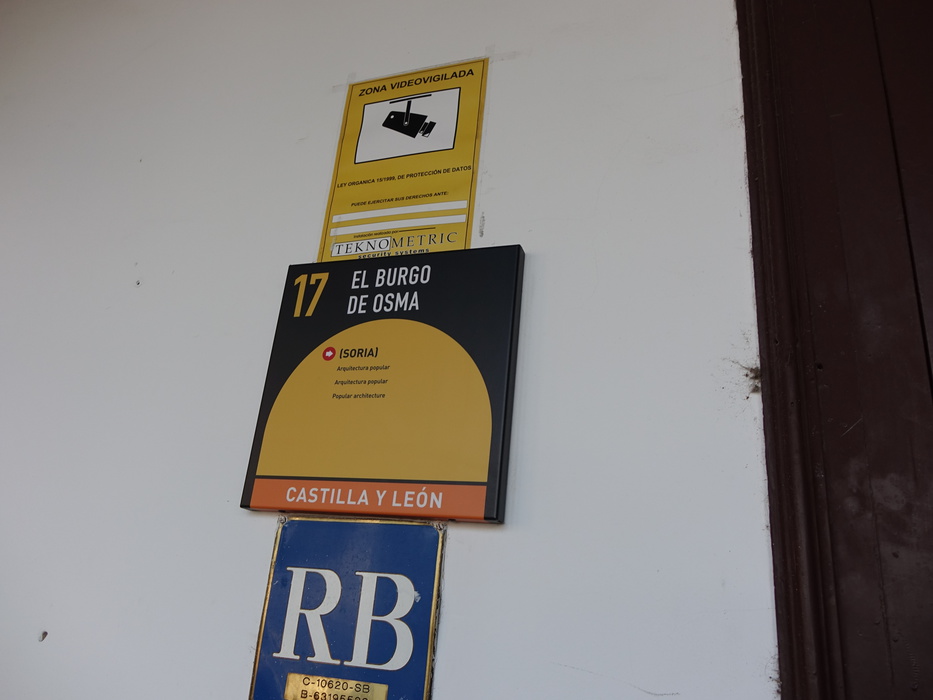 ZONA VIDEOVIGILADA
LEY ORGANICA 15/1999, DE PROTECCIÓN DE DATOS
PUEDE EJERCITAR SUS DERECHOS ANTE:
TEKNOMETRIC
security systems
17
EL BURGO
DE OSMA
(SORIA)
Arquitectura popular
Arquitectura popular
Popular architecture
CASTILLA Y LEÓN
RB
C-10620-SB